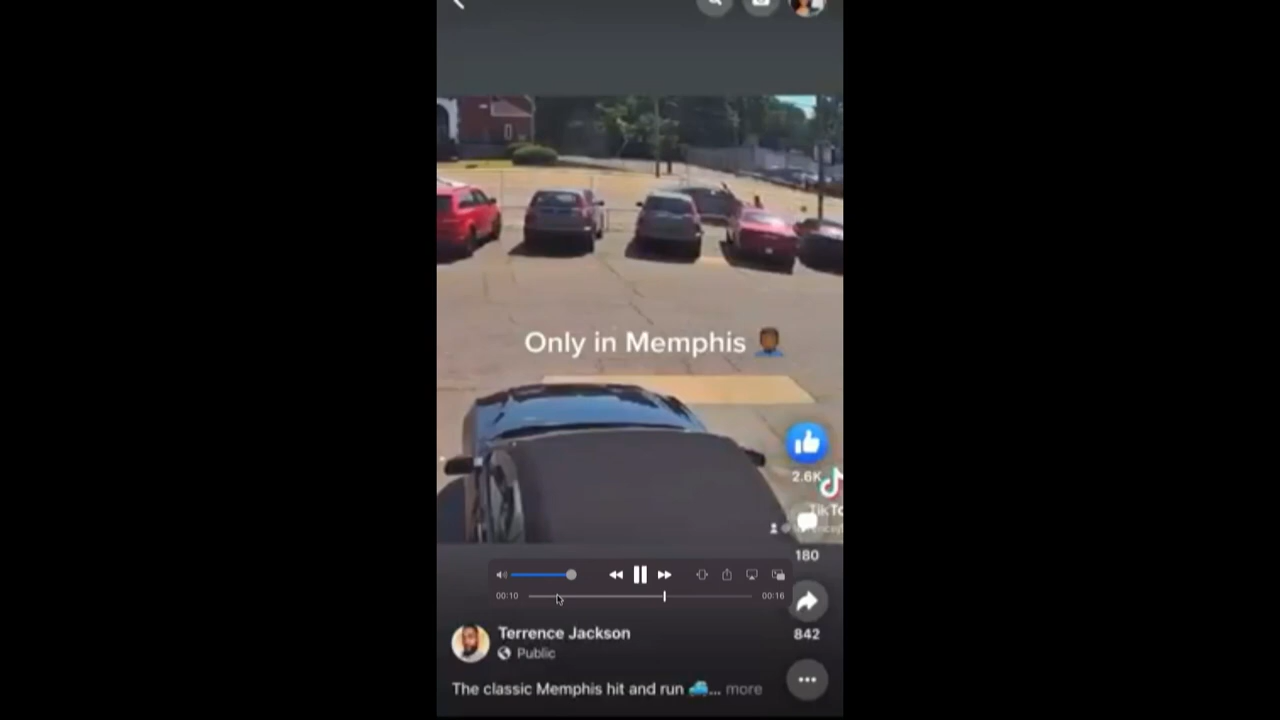 Only in Memphis
2.6K
TikTo
180
00:10
00:16
842
Terrence Jackson
Public
The classic Memphis hit and run 🚙... more